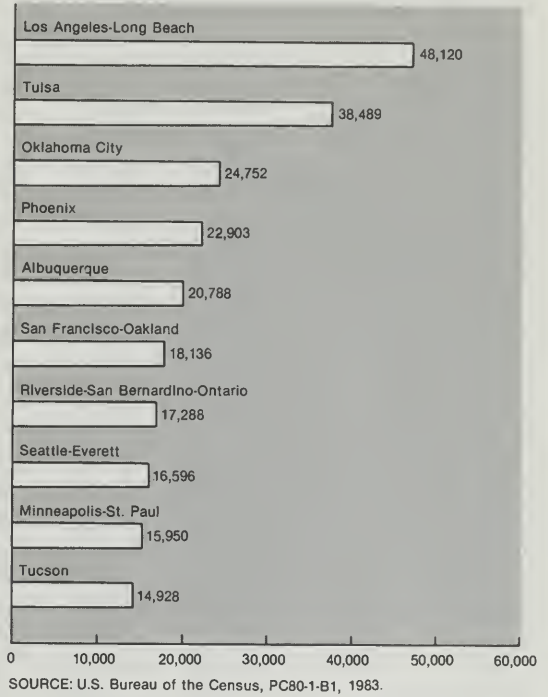 Los Angeles-Long Beach
48,120
Tulsa
38,489
Oklahoma City
24,752
Phoenix
22,903
Albuquerque
20,788
San Francisco-Oakland
18,136
Riverside-San Bernardino-Ontario
17,288
Seattle-Everett
16,596
Minneapolis-St. Paul
15,950
Tucson
14,928
0 10,000 20,000 30,000 40,000 50,000 60,000
SOURCE: U.S. Bureau of the Census, PC80-1-B1, 1983.